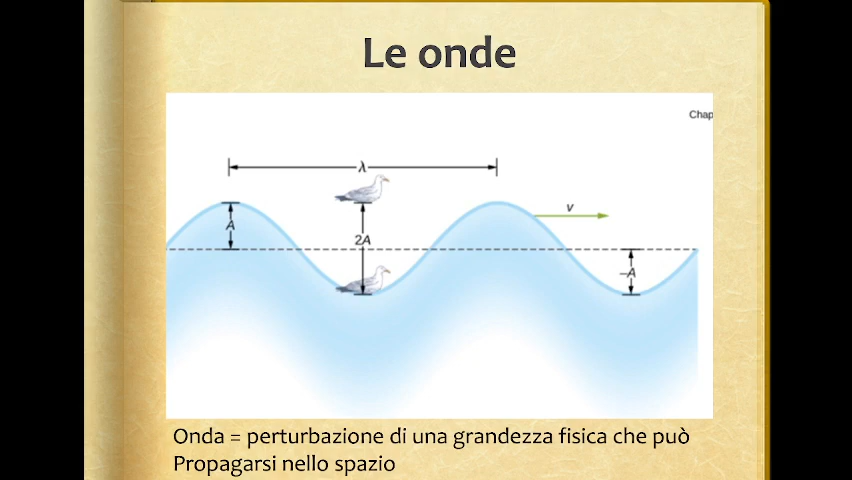 Le onde
Chap
λ
A
2A
v
–A
Onda = perturbazione di una grandezza fisica che può
Propagarsi nello spazio